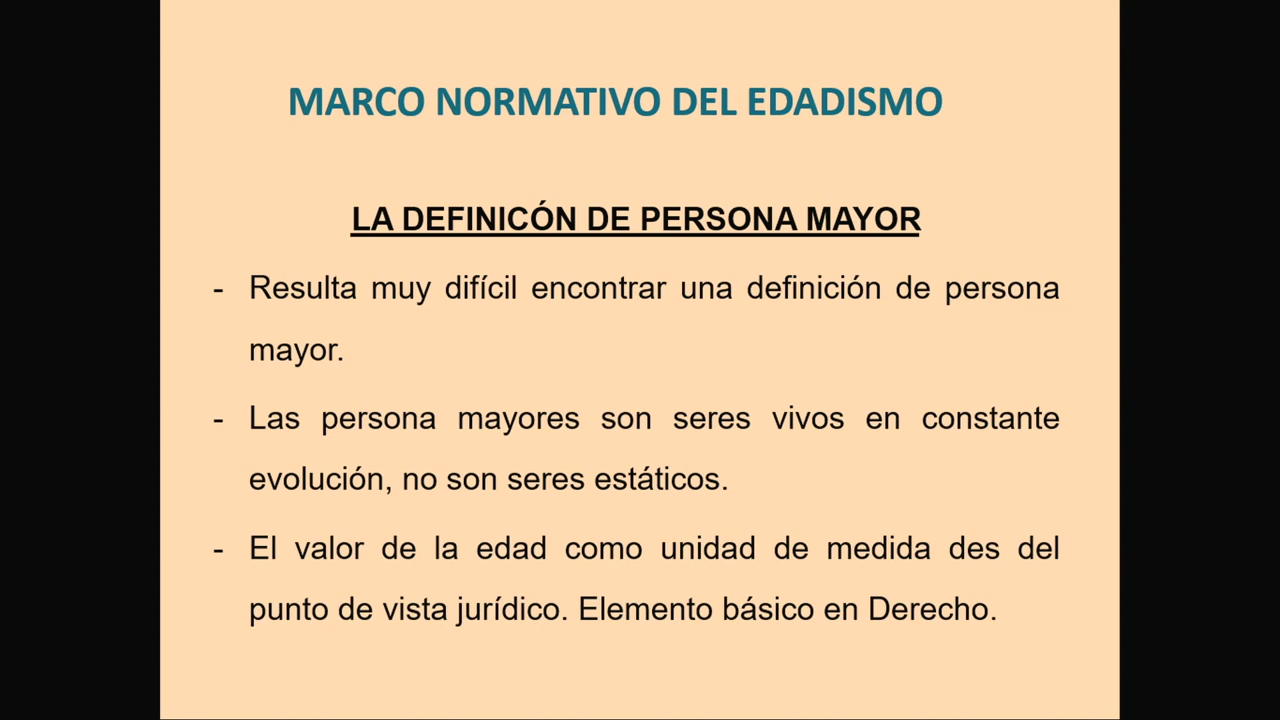 MARCO NORMATIVO DEL EDADISMO
LA DEFINICÓN DE PERSONA MAYOR
- Resulta muy difícil encontrar una definición de persona
mayor.
- Las persona mayores son seres vivos en constante
evolución, no son seres estáticos.
- El valor de la edad como unidad de medida des del
punto de vista jurídico. Elemento básico en Derecho.